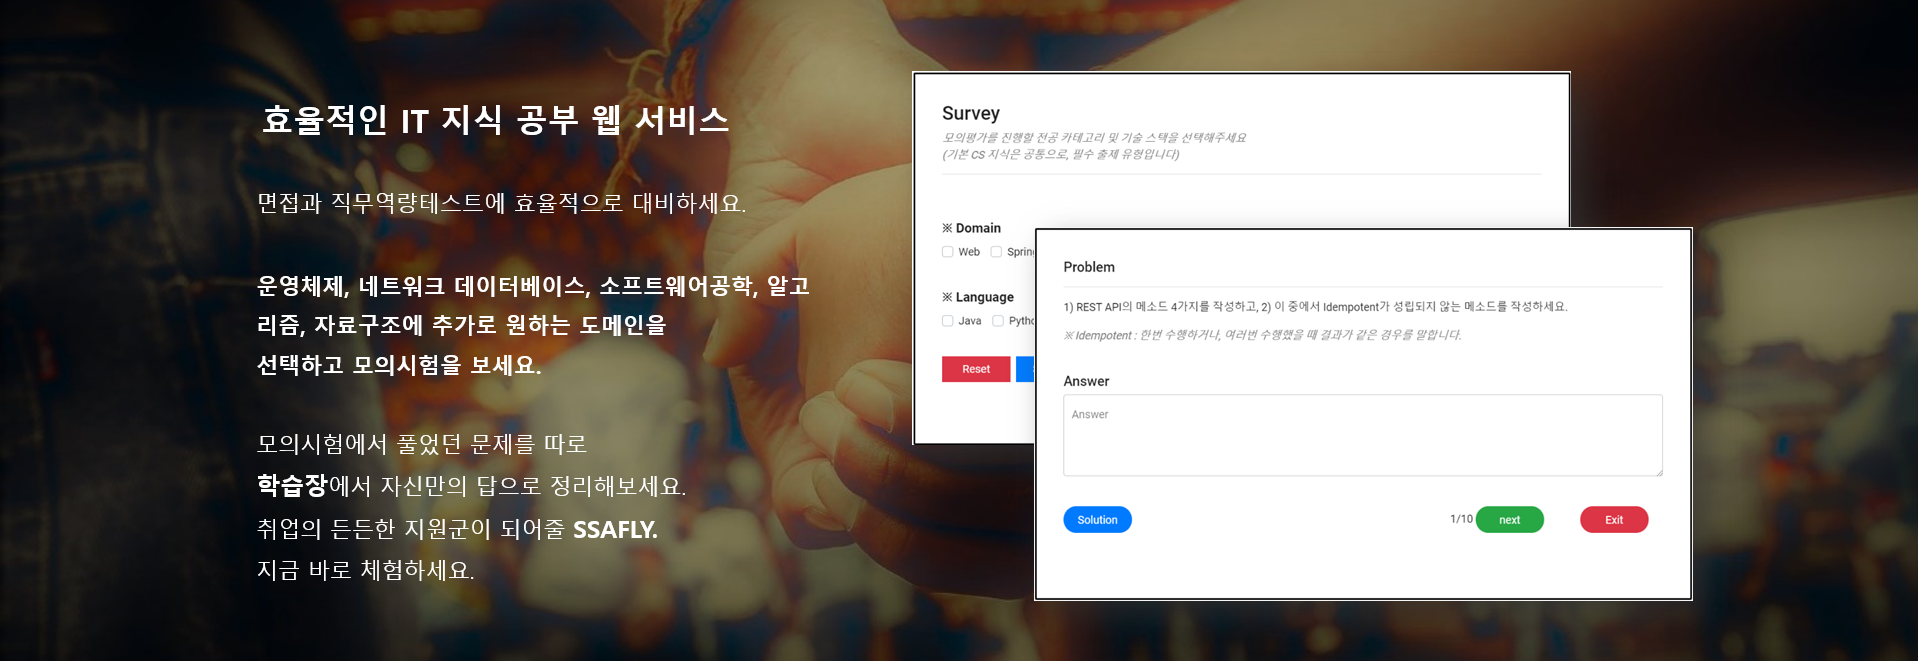 효율적인 IT 지식 공부 웹 서비스
면접과 직무역량테스트에 효율적으로 대비하세요.
운영체제, 네트워크 데이터베이스, 소프트웨어공학, 알고
리즘, 자료구조에 추가로 원하는 도메인을
선택하고 모의시험을 보세요.
모의시험에서 풀었던 문제를 따로
학습장에서 자신만의 답으로 정리해보세요.
취업의 든든한 지원군이 되어줄 SSAFLY.
지금 바로 체험하세요.
Survey
모의평가를 진행할 전공 카테고리 및 기술 스택을 선택해주세요
(기본 CS 지식은 공통으로, 필수 출제 유형입니다)
※ Domain
Web
※ Language
Java
Reset
Problem
1) REST API의 메소드 4가지를 작성하고, 2) 이 중에서 Idempotent가 성립되지 않는 메소드를 작성하세요.
※ Idempotent : 한번 수행하거나, 여러번 수행했을 때 결과가 같은 경우를 말합니다.
Answer
Answer
Solution
1/10 next
Exit